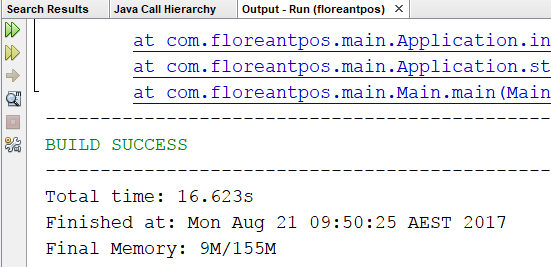 Search Results Java Call Hierarchy Output - Run (floreantpos) ×
at com.floreantpos.main.Application.in
at com.floreantpos.main.Application.st
at com.floreantpos.main.Main.main(Main
------------------------------------------------
BUILD SUCCESS
------------------------------------------------
Total time: 16.623s
Finished at: Mon Aug 21 09:50:25 AEST 2017
Final Memory: 9M/155M